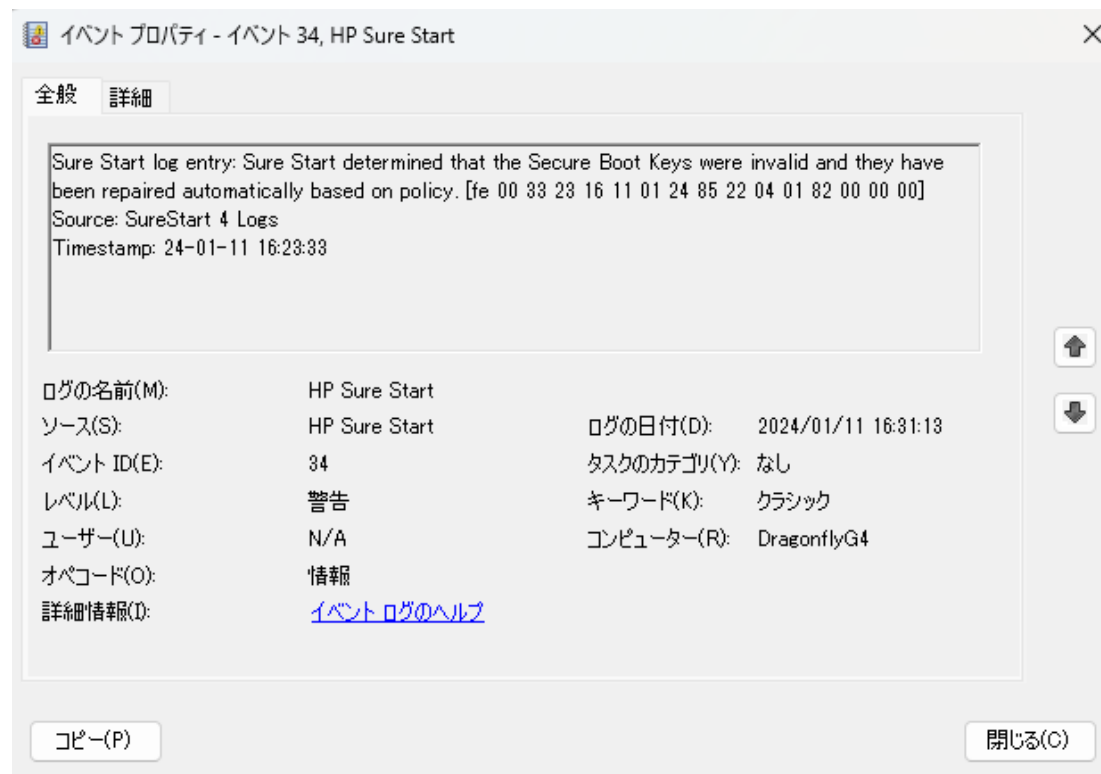 イベント プロパティ - イベント 34, HP Sure Start
全般
詳細
Sure Start log entry: Sure Start determined that the Secure Boot Keys were invalid and they have
been repaired automatically based on policy. [fe 00 33 23 16 11 01 24 85 22 04 01 82 00 00 00]
Source: SureStart 4 Logs
Timestamp: 24-01-11 16:23:33
ログの名前(M): HP Sure Start
ソース(S): HP Sure Start ログの日付(D): 2024/01/11 16:31:13
イベント ID(E): 34 タスクのカテゴリ(Y): なし
レベル(L): 警告 キーワード(K): クラシック
ユーザー(U): N/A コンピューター(R): DragonflyG4
オペコード(O): 情報
詳細情報(I): イベント ログのヘルプ
コピー(P)
閉じる(C)